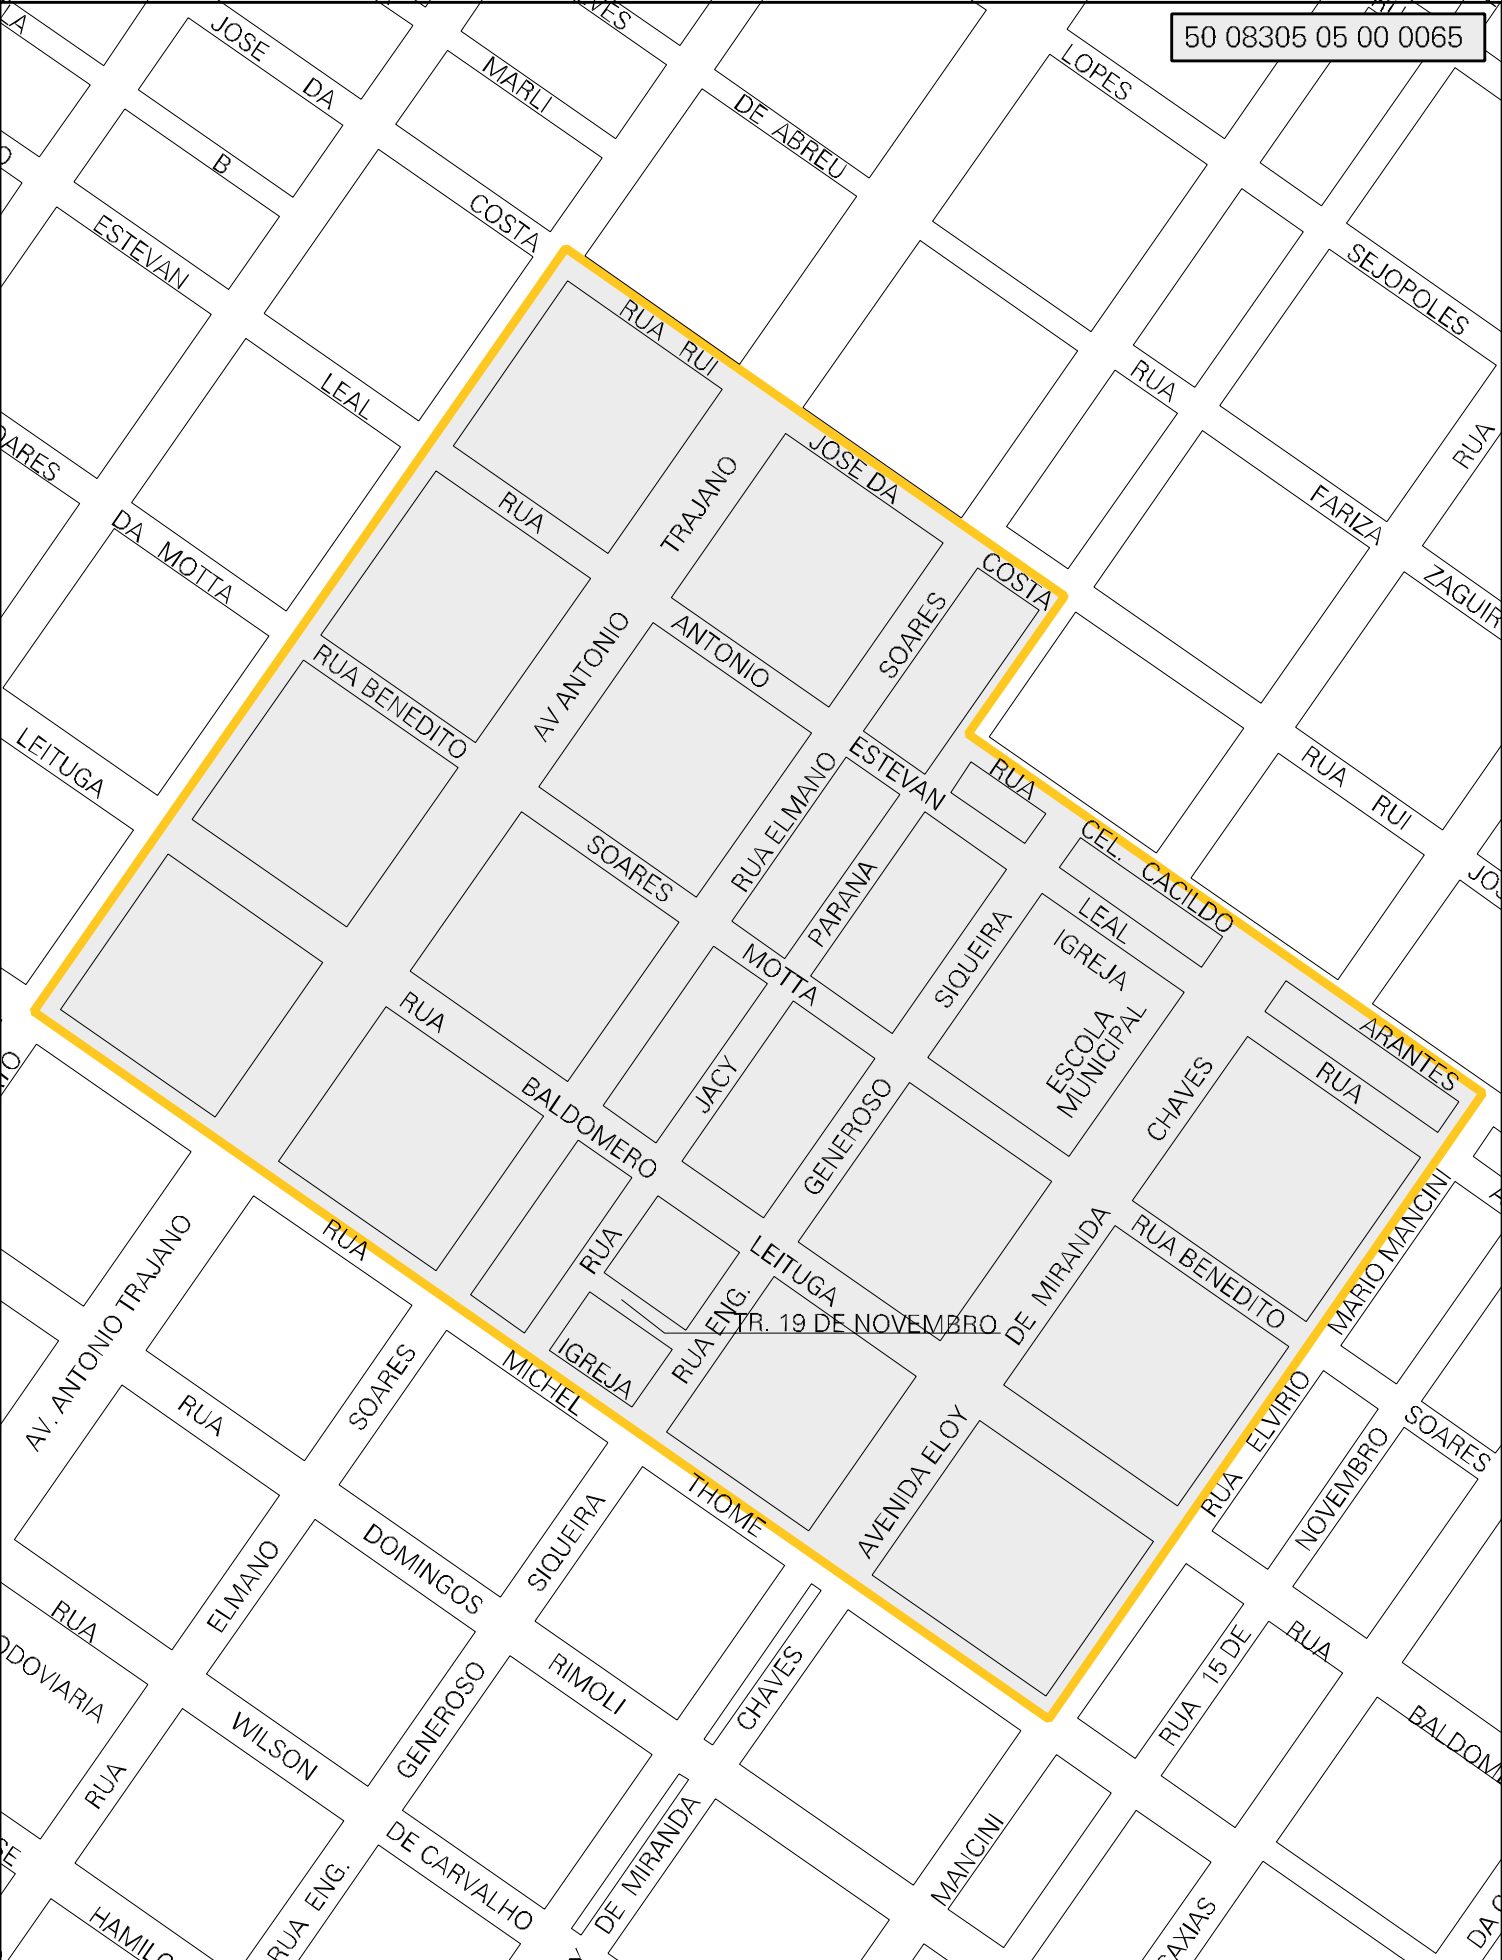 50 08305 05 00 0065
JOSE DA
MARLI
DE ABREU
LOPES
B
COSTA
ESTEVAN
SEJOPOLES
RUA RUI
RUA
LEAL
RUA
JOSE DA
TRAJANO
RUA
FARIZA
DA MOTTA
COSTA
ZAGUIR
SOARES
ANTONIO
AV ANTONIO
RUA BENEDITO
LEITUGA
ESTEVAN
RUA
RUA RUI
RUA ELMANO
CEL. CACILDO
SOARES
PARANA
LEAL
IGREJA
SIQUEIRA
MOTTA
RUA
ESCOLA
MUNICIPAL
ARANTES
RUA
JACY
CHAVES
BALDOMERO
GENEROSO
RUA
LEITUGA
DE MIRANDA
RUA BENEDITO
MARIO MANCINI
RUA
RUA ENG.
TR. 19 DE NOVEMBRO
AV. ANTONIO TRAJANO
IGREJA
MICHEL
SOARES
RUA
AVENIDA ELOY
RUA ELVIRIO
SOARES
NOVEMBRO
THOME
SIQUEIRA
DOMINGOS
ELMANO
RUA
ODOVIARIA
RIMOLI
CHAVES
RUA 15 DE
RUA
GENEROSO
WILSON
RUA
BALDOM
DE CARVALHO
DE MIRANDA
MANCINI
RUA ENG.
HAMILC
AXIAS